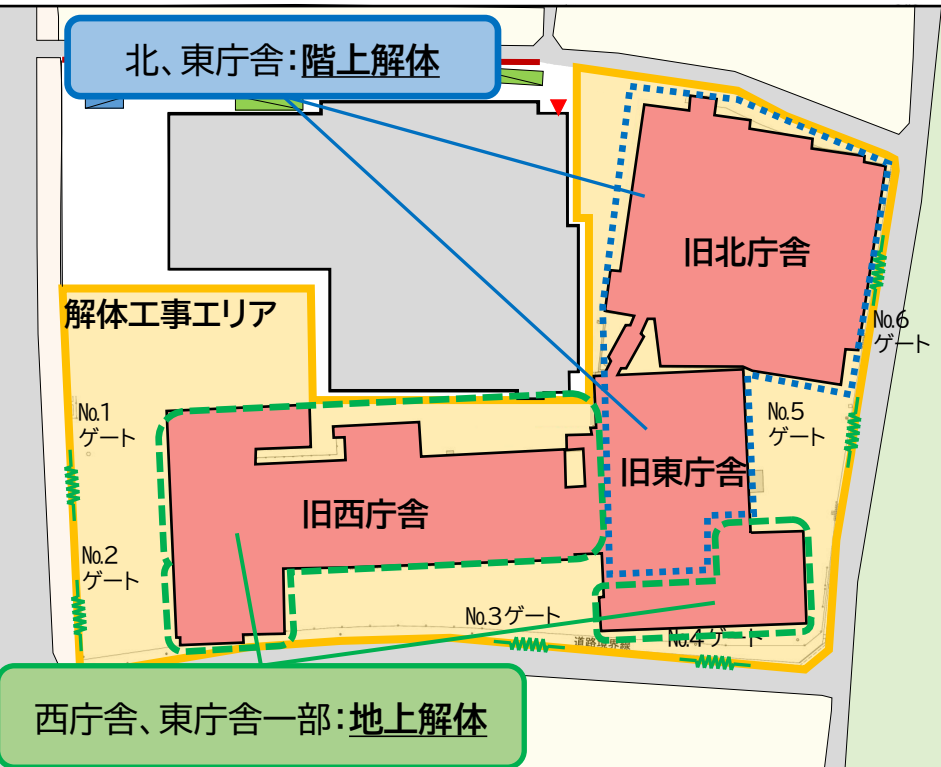 北、東庁舎：階上解体
旧北庁舎
解体工事エリア
No.6
ゲート
No.1
ゲート
No.5
ゲート
旧東庁舎
旧西庁舎
No.2
ゲート
No.3ゲート
道路境界線
No.4ゲート
西庁舎、東庁舎一部：地上解体